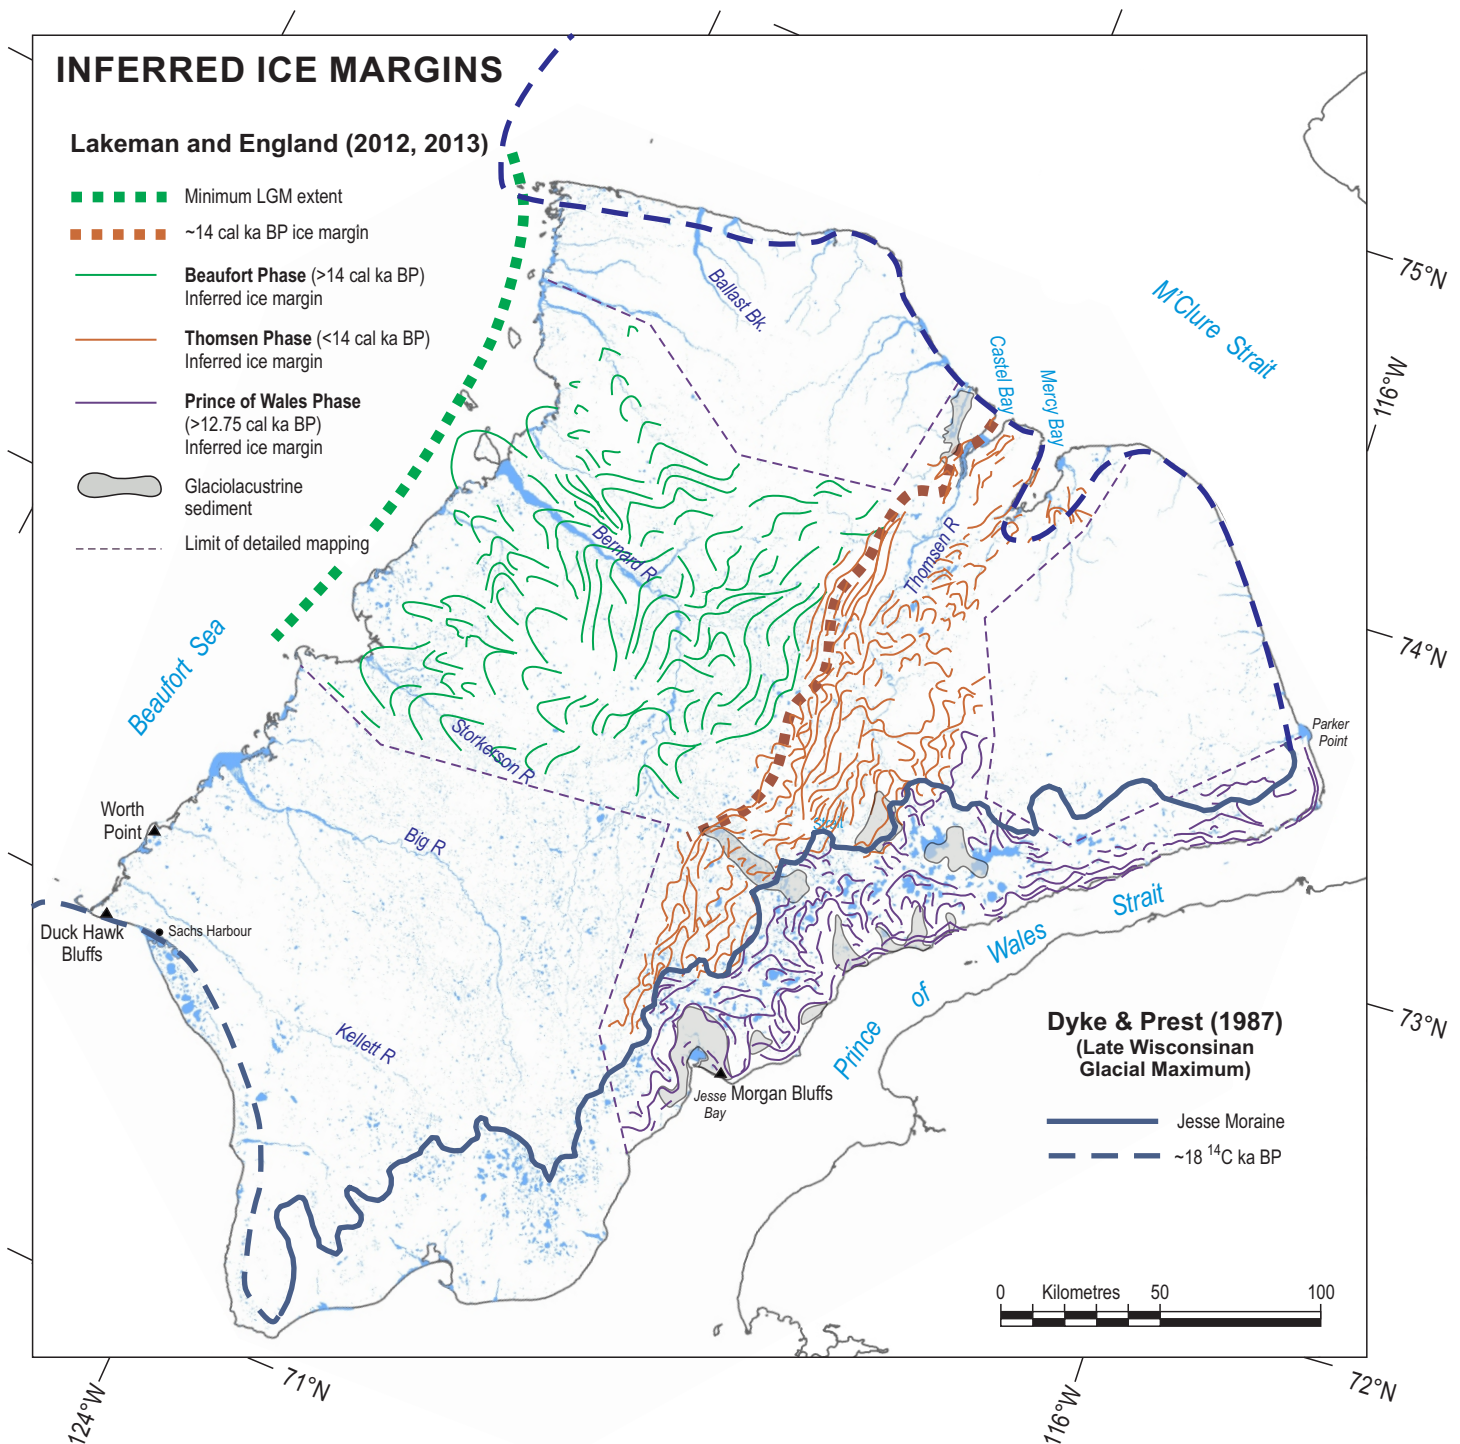 INFERRED ICE MARGINS
Lakeman and England (2012, 2013)
Minimum LGM extent
~14 cal ka BP ice margin
Beaufort Phase (>14 cal ka BP)
Inferred ice margin
Thomsen Phase (<14 cal ka BP)
Inferred ice margin
Prince of Wales Phase
(>12.75 cal ka BP)
Inferred ice margin
Glaciolacustrine
sediment
Limit of detailed mapping
Ballast Bk.
M'Clure Strait
75°N
116°W
Castel Bay
Mercy Bay
Bernard R
Thomsen R
74°N
Beaufort Sea
Storkerson R
Parker
Point
Worth
Point
Big R
Strait
Duck Hawk
Bluffs
Sachs Harbour
Prince of Wales Strait
73°N
Kellett R
Jesse
Bay
Morgan Bluffs
Dyke & Prest (1987)
(Late Wisconsinan
Glacial Maximum)
Jesse Moraine
~18 14C ka BP
0 Kilometres 50 100
124°W
71°N
116°W
72°N